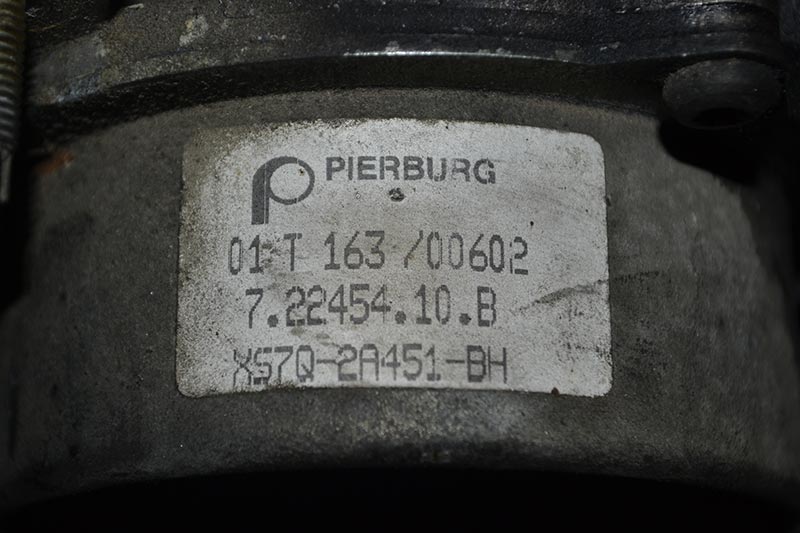 PIERBURG
01 T 163 /00602
7.22454.10.B
XS7Q-2A451-BH